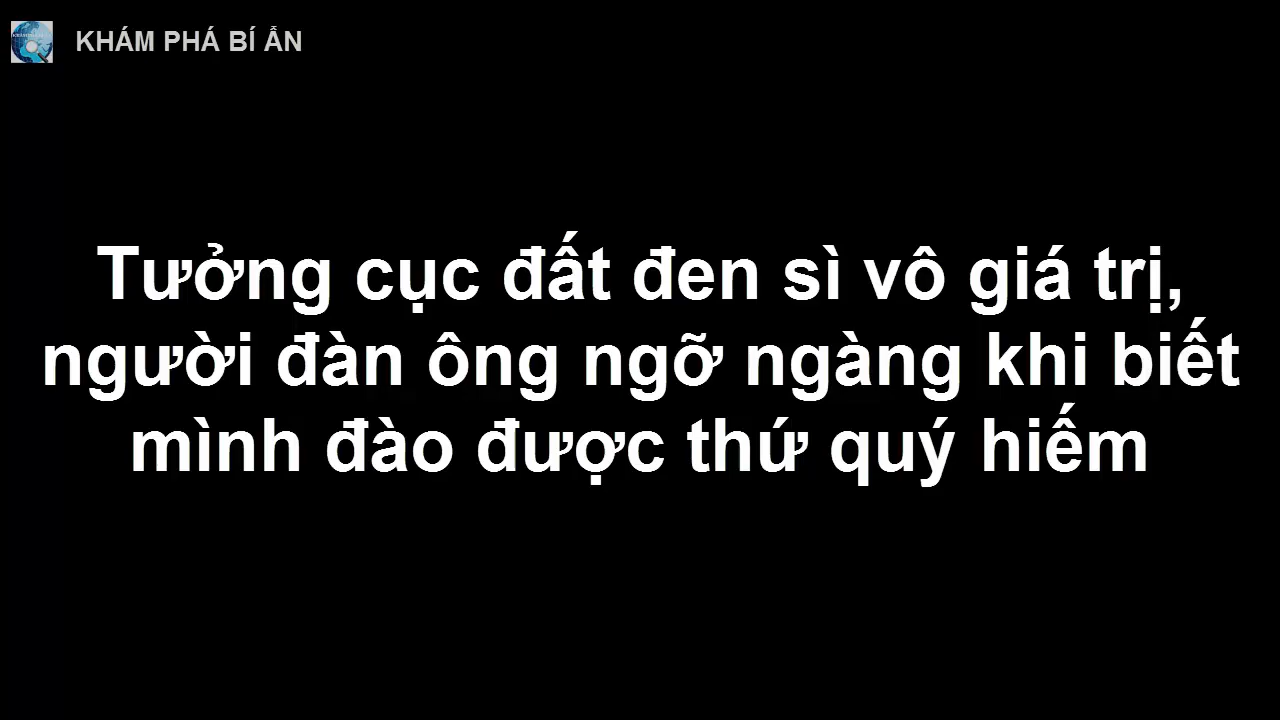 KHÁM PHÁ BÍ ẨN
Tưởng cục đất đen sì vô giá trị,
người đàn ông ngỡ ngàng khi biết
mình đào được thứ quý hiếm